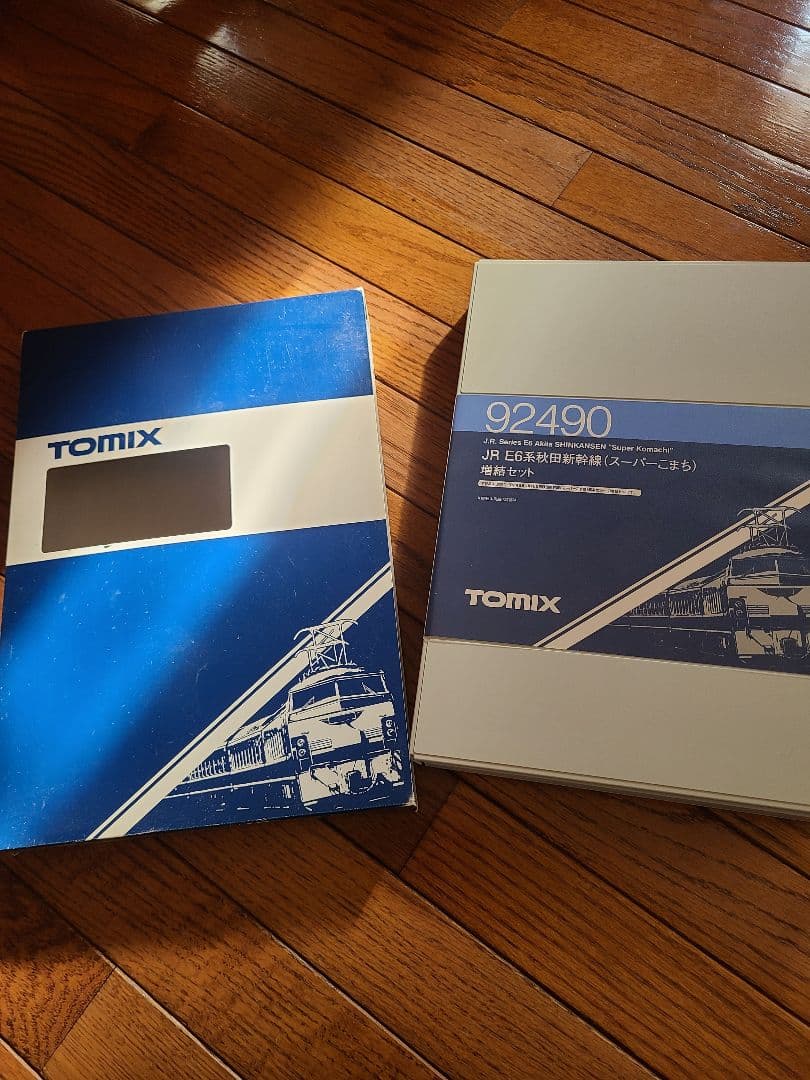 TOMIX
92490
J.R. Series E6 Akita SHINKANSEN "Super Komachi"
JR E6系秋田新幹線(スーパーこまち)
増結セット
TOMIX